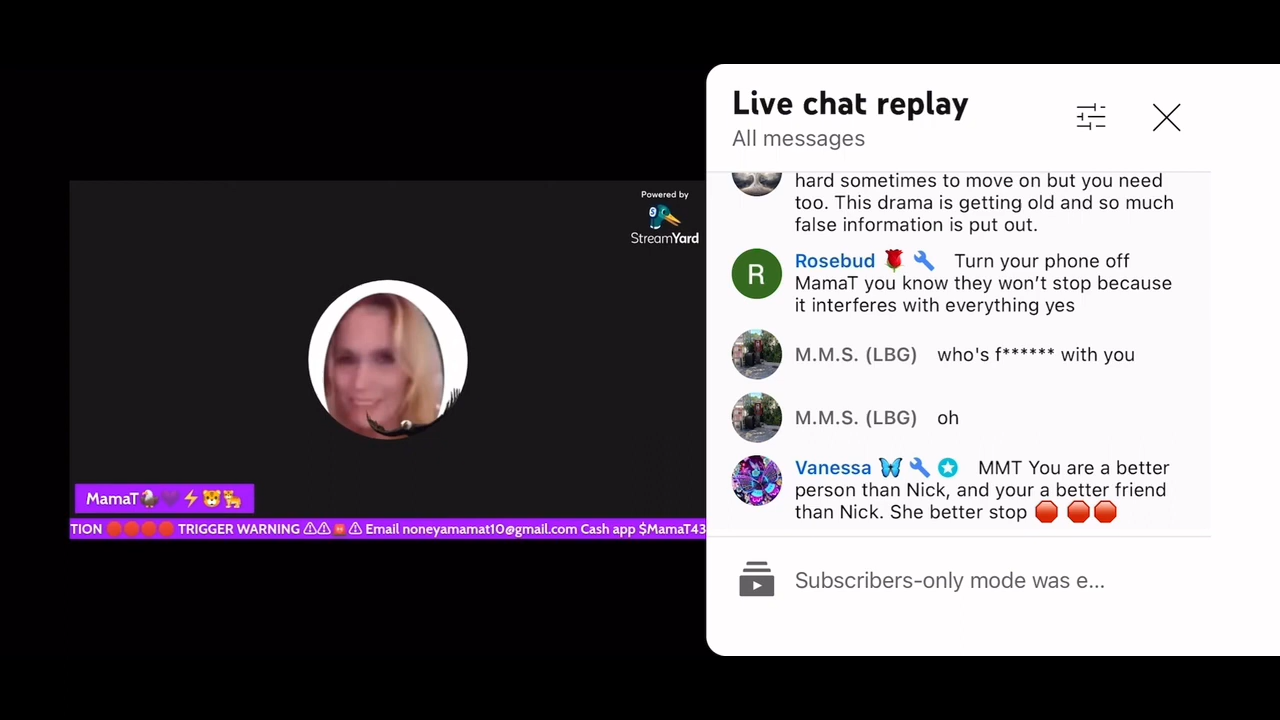 Powered by
StreamYard
MamaT🦤💜⚡🐯🐆
TION 🛑🛑🛑🛑 TRIGGER WARNING ⚠⚠🚨⚠ Email noneyamamat10@gmail.com Cash app $MamaT43
Live chat replay
All messages
hard sometimes to move on but you need
too. This drama is getting old and so much
false information is put out.
R
Rosebud 🌹 🔧 Turn your phone off
MamaT you know they won’t stop because
it interferes with everything yes
M.M.S. (LBG) who's f****** with you
M.M.S. (LBG) oh
Vanessa 🦋 🔧 MMT You are a better
person than Nick, and your a better friend
than Nick. She better stop 🛑 🛑🛑
Subscribers-only mode was e...